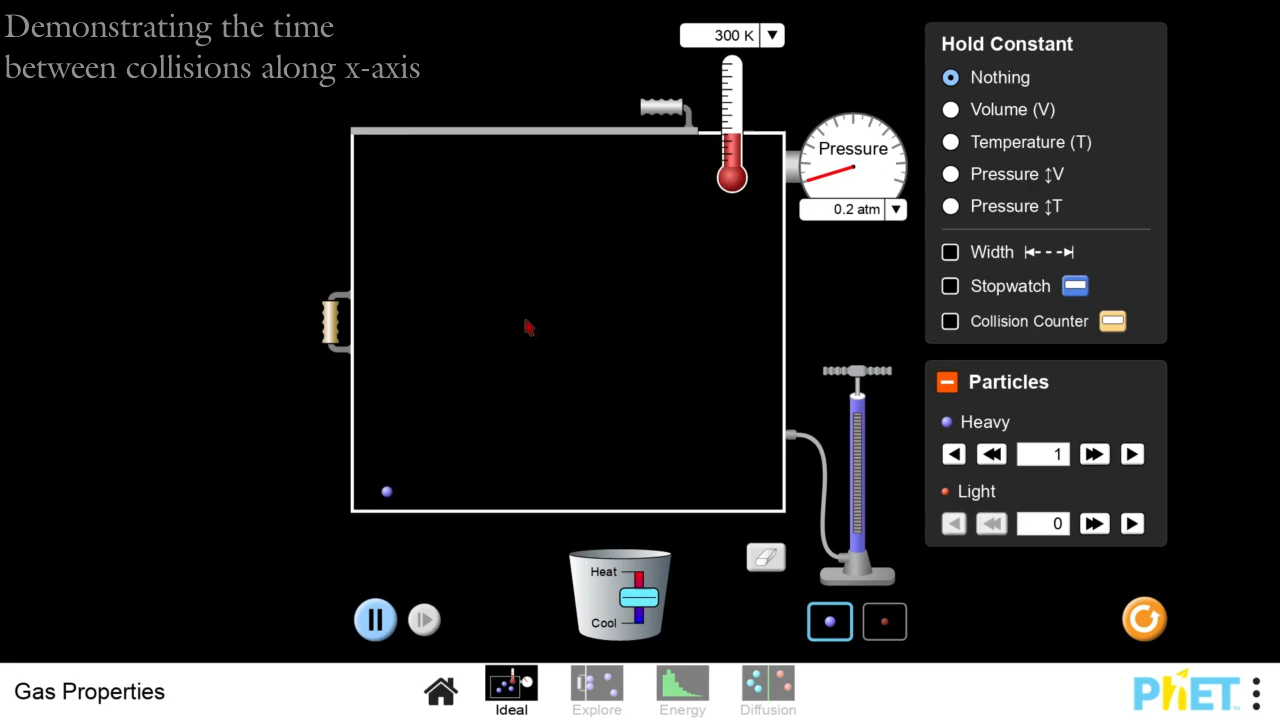 Demonstrating the time
between collisions along x-axis
300 K
Pressure
0.2 atm
Hold Constant
Nothing
Volume (V)
Temperature (T)
Pressure ↕V
Pressure ↕T
Width
Stopwatch
Collision Counter
Particles
Heavy
1
Light
0
Heat
Cool
Gas Properties
Ideal
Explore
Energy
Diffusion
PhET